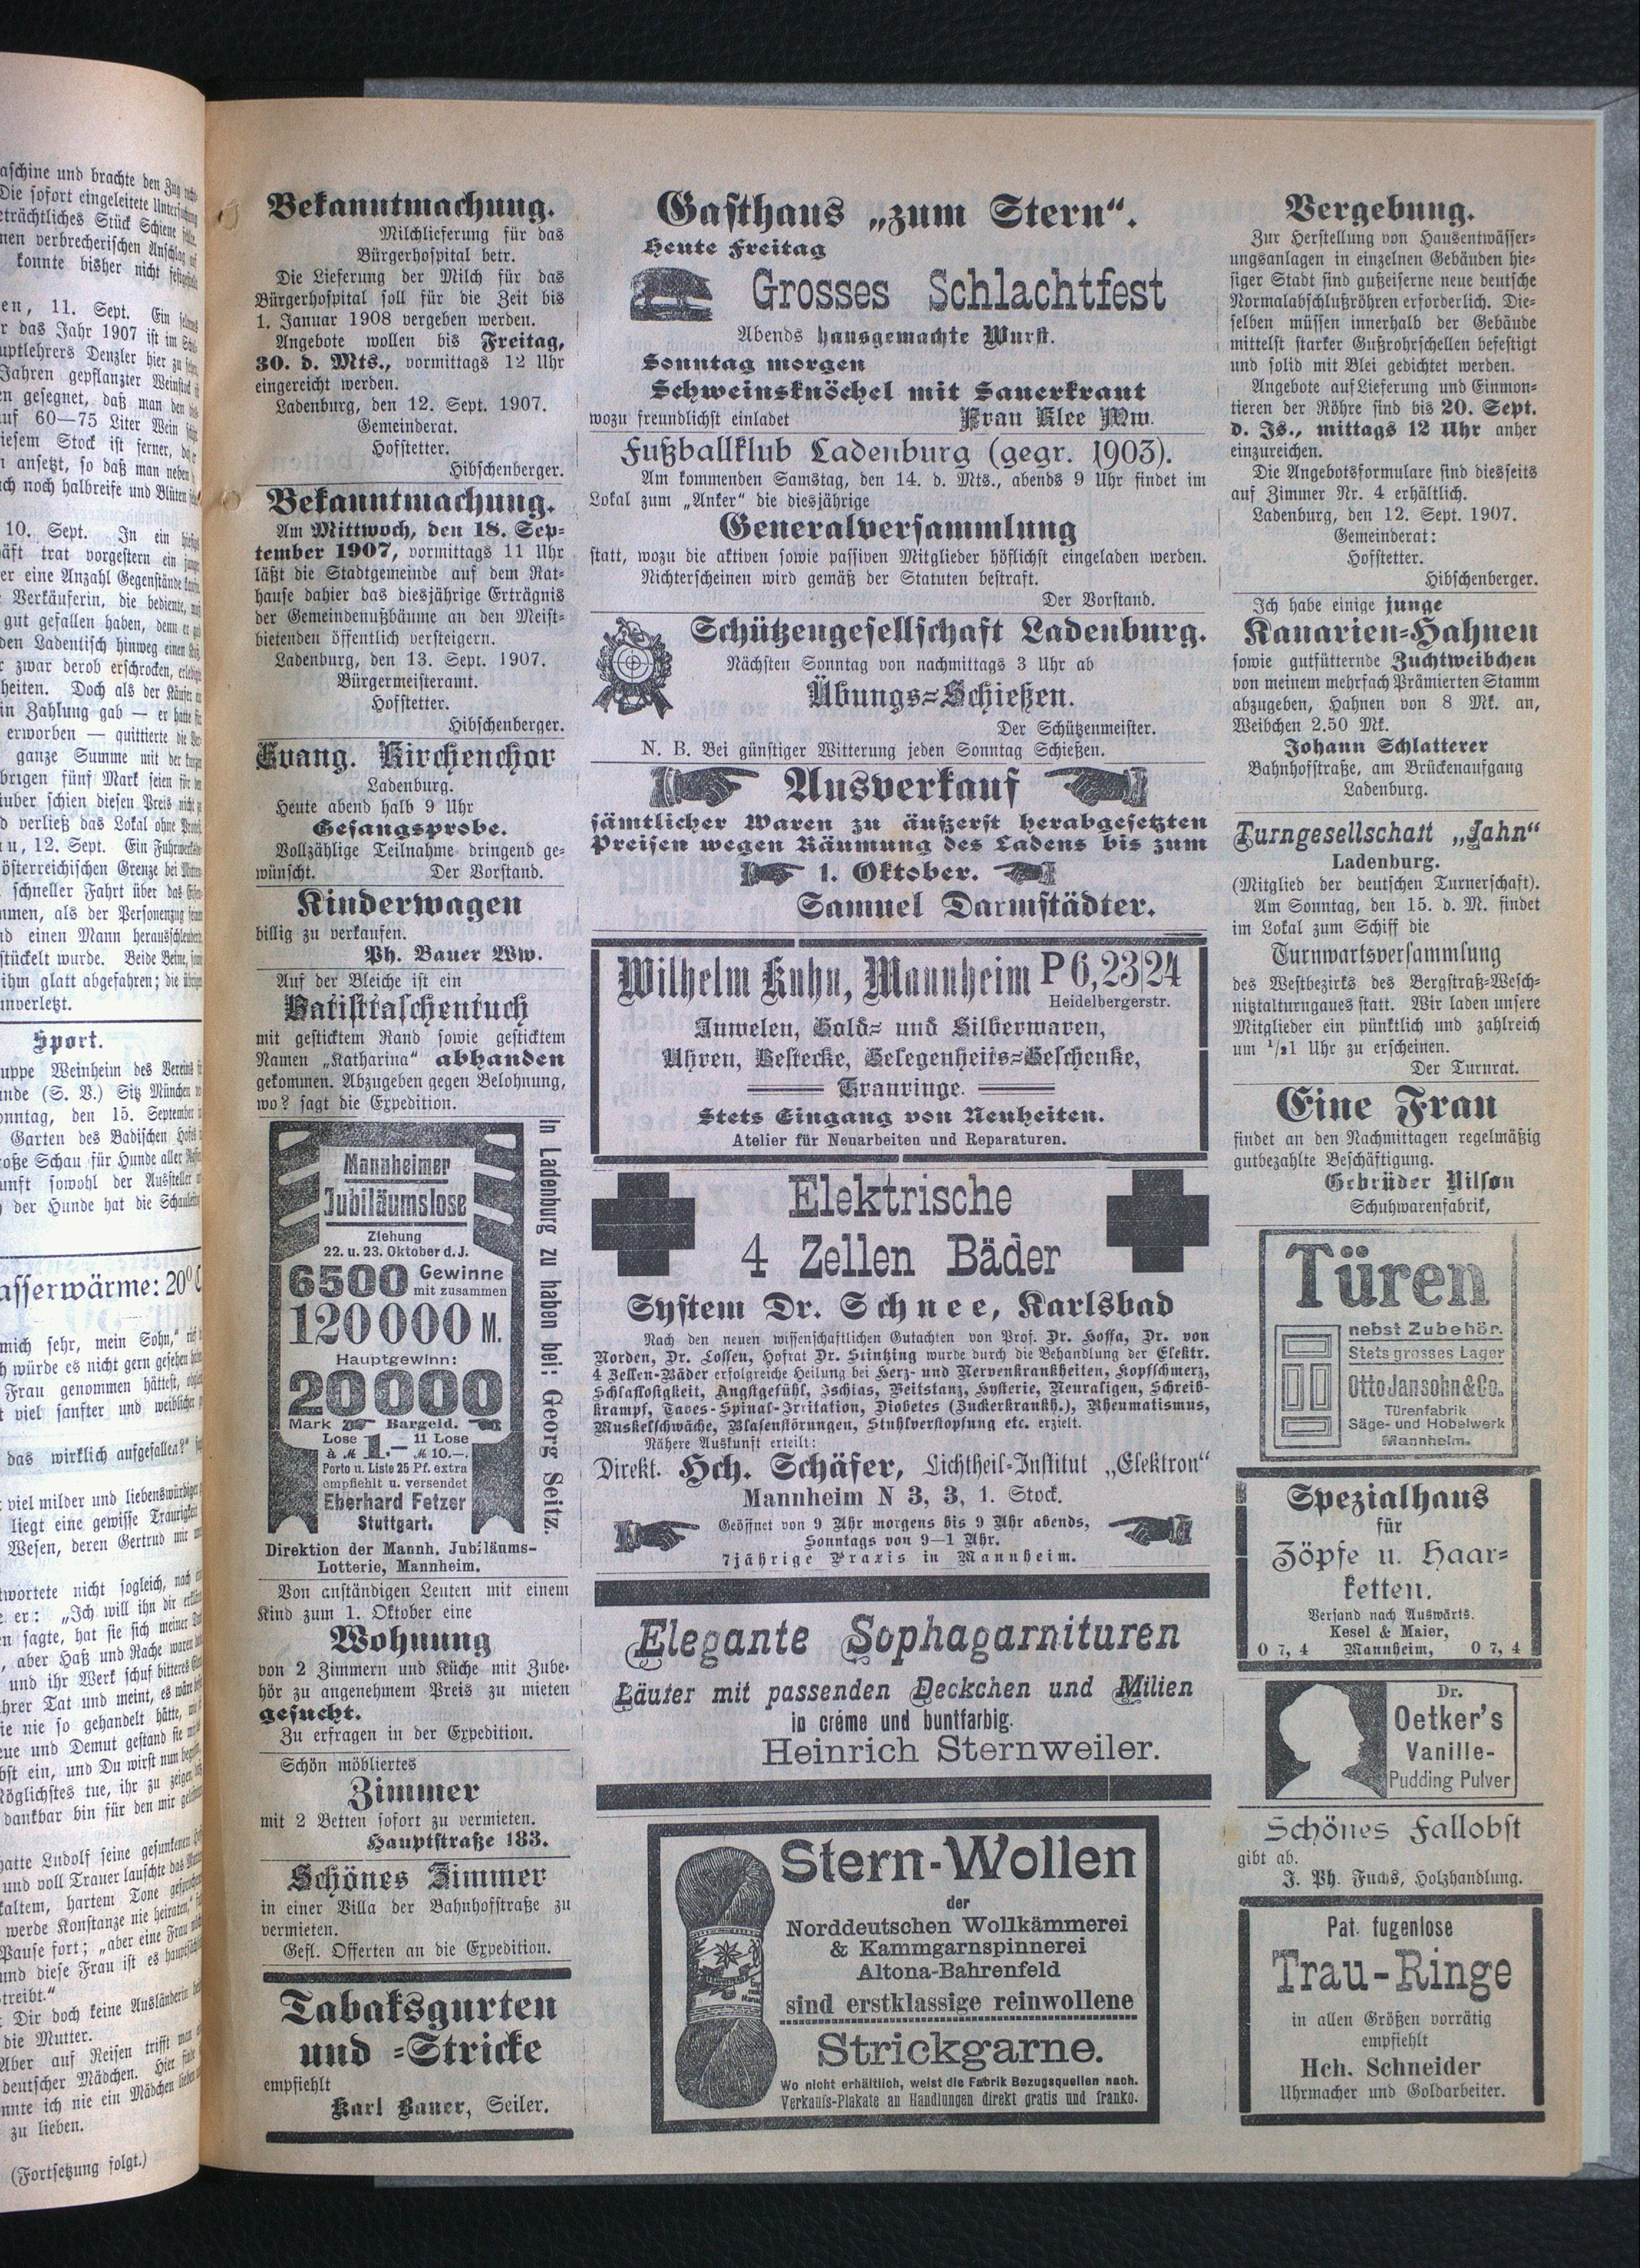 Bekanntmachung.
Milchlieferung für das
Bürgerhospital betr.
Die Lieferung der Milch für das
Bürgerhospital soll für die Zeit bis
1. Januar 1908 vergeben werden.
Angebote wollen bis Freitag,
30. d. Mts., vormittags 12 Uhr
eingereicht werden.
Ladenburg, den 12. Sept. 1907.
Gemeinderat.
Hofstetter.
Hibschenberger.
Bekanntmachung.
Am Mittwoch, den 18. Sep-
tember 1907, vormittags 11 Uhr
läßt die Stadtgemeinde auf dem Rat-
hause dahier das diesjährige Erträgnis
der Gemeindenußbäume an den Meist-
bietenden öffentlich versteigern.
Ladenburg, den 13. Sept. 1907.
Bürgermeisteramt.
Hofstetter.
Hibschenberger.
Evang. Kirchenchor
Ladenburg.
Heute abend halb 9 Uhr
Gesangsprobe.
Vollzählige Teilnahme dringend ge-
wünscht. Der Vorstand.
Kinderwagen
billig zu verkaufen.
Ph. Bauer Ww.
Auf der Bleiche ist ein
Batisttaschentuch
mit gesticktem Rand sowie gesticktem
Namen „Katharina“ abhanden
gekommen. Abzugeben gegen Belohnung,
wo? sagt die Expedition.
Mannheimer
Jubiläumslose
Ziehung
22. u. 23. Oktober d. J.
6500 Gewinne
mit zusammen
120000 M.
Hauptgewinn:
20000
Mark Bargeld.
Lose 11 Lose
à M 1.— M 10.—.
Porto u. Liste 25 Pf. extra
empfiehlt u. versendet
Eberhard Fetzer
Stuttgart.
In Ladenburg zu haben bei: Georg Seitz.
Direktion der Mannh. Jubiläums-
Lotterie, Mannheim.
Von anständigen Leuten mit einem
Kind zum 1. Oktober eine
Wohnung
von 2 Zimmern und Küche mit Zube-
hör zu angenehmem Preis zu mieten
gesucht.
Zu erfragen in der Expedition.
Schön möbliertes
Zimmer
mit 2 Betten sofort zu vermieten.
Hauptstraße 183.
Schönes Zimmer
in einer Villa der Bahnhofstraße zu
vermieten.
Gefl. Offerten an die Expedition.
Tabaksgurten
und =Stricke
empfiehlt
Karl Bauer, Seiler.
Gasthaus „zum Stern“.
Heute Freitag
Grosses Schlachtfest
Abends hausgemachte Wurst.
Sonntag morgen
Schweinsknöchel mit Sauerkraut
wozu freundlichst einladet Frau Klee Ww.
Fußballklub Ladenburg (gegr. 1903).
Am kommenden Samstag, den 14. d. Mts., abends 9 Uhr findet im
Lokal zum „Anker“ die diesjährige
Generalversammlung
statt, wozu die aktiven sowie passiven Mitglieder höflichst eingeladen werden.
Nichterscheinen wird gemäß der Statuten bestraft.
Der Vorstand.
Schützengesellschaft Ladenburg.
Nächsten Sonntag von nachmittags 3 Uhr ab
Übungs=Schießen.
Der Schützenmeister.
N. B. Bei günstiger Witterung jeden Sonntag Schießen.
Ausverkauf
sämtlicher Waren zu äußerst herabgesetzten
Preisen wegen Räumung des Ladens bis zum
1. Oktober.
Samuel Darmstädter.
Wilhelm Kuhn, Mannheim P 6, 23|24
Heidelbergerstr.
Juwelen, Gold= und Silberwaren,
Uhren, Bestecke, Gelegenheits=Geschenke,
Trauringe.
Stets Eingang von Neuheiten.
Atelier für Neuarbeiten und Reparaturen.
Elektrische
4 Zellen Bäder
System Dr. Schnee, Karlsbad
Nach den neuen wissenschaftlichen Gutachten von Prof. Dr. Hoffa, Dr. von
Norden, Dr. Lossen, Hofrat Dr. Stintzing wurde durch die Behandlung der Elektr.
4 Zellen-Bäder erfolgreiche Heilung bei Herz- und Nervenkrankheiten, Kopfschmerz,
Schlaflosigkeit, Angstgefühl, Ischias, Veitstanz, Hysterie, Neuralgien, Schreib-
krampf, Tabes-Spinal-Irritation, Diabetes (Zuckerkrankh.), Rheumatismus,
Muskelschwäche, Blasenstörungen, Stuhlverstopfung etc. erzielt.
Nähere Auskunft erteilt:
Direkt. Hch. Schäfer, Lichtheil-Institut „Elektron“
Mannheim N 3, 3, 1. Stock.
Geöffnet von 9 Uhr morgens bis 9 Uhr abends,
Sonntags von 9—1 Uhr.
7jährige Praxis in Mannheim.
Elegante Sophagarnituren
Läufer mit passenden Deckchen und Milien
in créme und buntfarbig.
Heinrich Sternweiler.
Stern-Wollen
der
Norddeutschen Wollkämmerei
& Kammgarnspinnerei
Altona-Bahrenfeld
sind erstklassige reinwollene
Strickgarne.
Wo nicht erhältlich, weist die Fabrik Bezugsquellen nach.
Verkaufs-Plakate an Handlungen direkt gratis und franko.
Vergebung.
Zur Herstellung von Hausentwässer-
ungsanlagen in einzelnen Gebäuden hie-
siger Stadt sind gußeiserne neue deutsche
Normalabschlußröhren erforderlich. Die-
selben müssen innerhalb der Gebäude
mittelst starker Gußrohrschellen befestigt
und solid mit Blei gedichtet werden.
Angebote auf Lieferung und Einmon-
tieren der Röhre sind bis 20. Sept.
d. Js., mittags 12 Uhr anher
einzureichen.
Die Angebotsformulare sind diesseits
auf Zimmer Nr. 4 erhältlich.
Ladenburg, den 12. Sept. 1907.
Gemeinderat:
Hofstetter.
Hibschenberger.
Ich habe einige junge
Kanarien=Hahnen
sowie gutfütternde Zuchtweibchen
von meinem mehrfach Prämierten Stamm
abzugeben, Hahnen von 8 Mk. an,
Weibchen 2.50 Mk.
Johann Schlatterer
Bahnhofstraße, am Brückenaufgang
Ladenburg.
Turngesellschaft „Jahn“
Ladenburg.
(Mitglied der deutschen Turnerschaft).
Am Sonntag, den 15. d. M. findet
im Lokal zum Schiff die
Turnwartsversammlung
des Westbezirks des Bergstraß-Wesch-
nitztalturngaues statt. Wir laden unsere
Mitglieder ein pünktlich und zahlreich
um ½1 Uhr zu erscheinen.
Der Turnrat.
Eine Frau
findet an den Nachmittagen regelmäßig
gutbezahlte Beschäftigung.
Gebrüder Nilson
Schuhwarenfabrik,
Türen
nebst Zubehör.
Stets grosses Lager
Otto Jansohn & Co.
Türenfabrik
Säge- und Hobelwerk
Mannheim.
Spezialhaus
für
Zöpfe u. Haar=
ketten.
Versand nach Auswärts.
Kesel & Maier,
O 7, 4 Mannheim, O 7, 4
Dr.
Oetker's
Vanille-
Pudding Pulver
Schönes Fallobst
gibt ab.
J. Ph. Fuchs, Holzhandlung.
Pat. fugenlose
Trau-Ringe
in allen Größen vorrätig
empfiehlt
Hch. Schneider
Uhrmacher und Goldarbeiter.